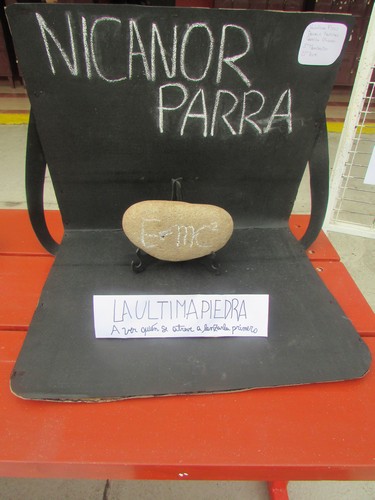 NICANOR
PARRA
E=mc²
LA ULTIMA PIEDRA
A ver quién se atreve a lanzarla primero